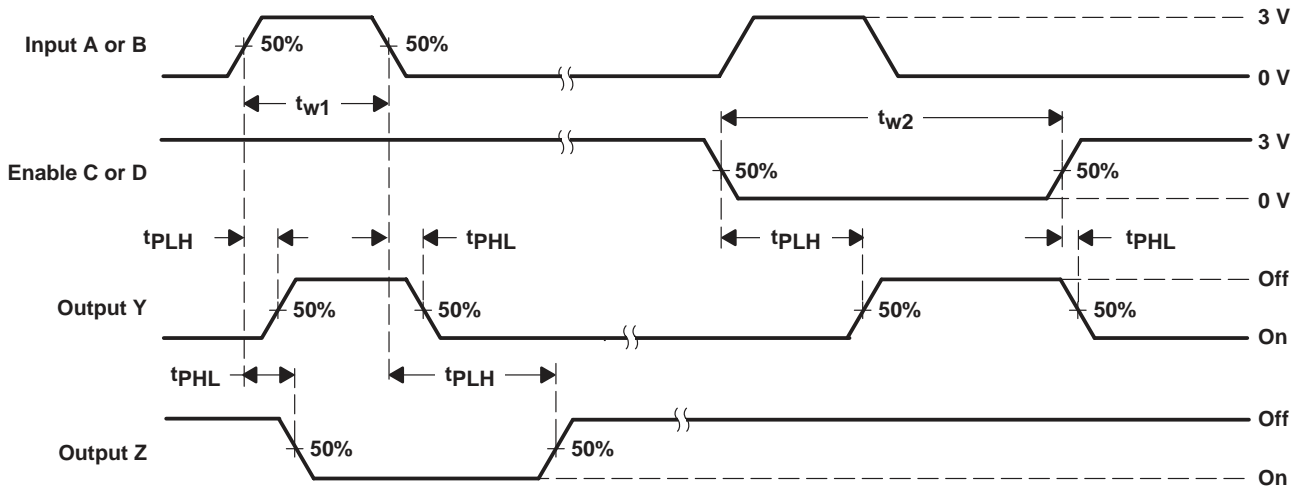 3 V
Input A or B
50%
50%
0 V
tw1
tw2
3 V
Enable C or D
50%
50%
0 V
tPLH
tPHL
tPLH
tPHL
Off
Output Y
50%
50%
50%
50%
On
tPHL
tPLH
Off
Output Z
50%
50%
On